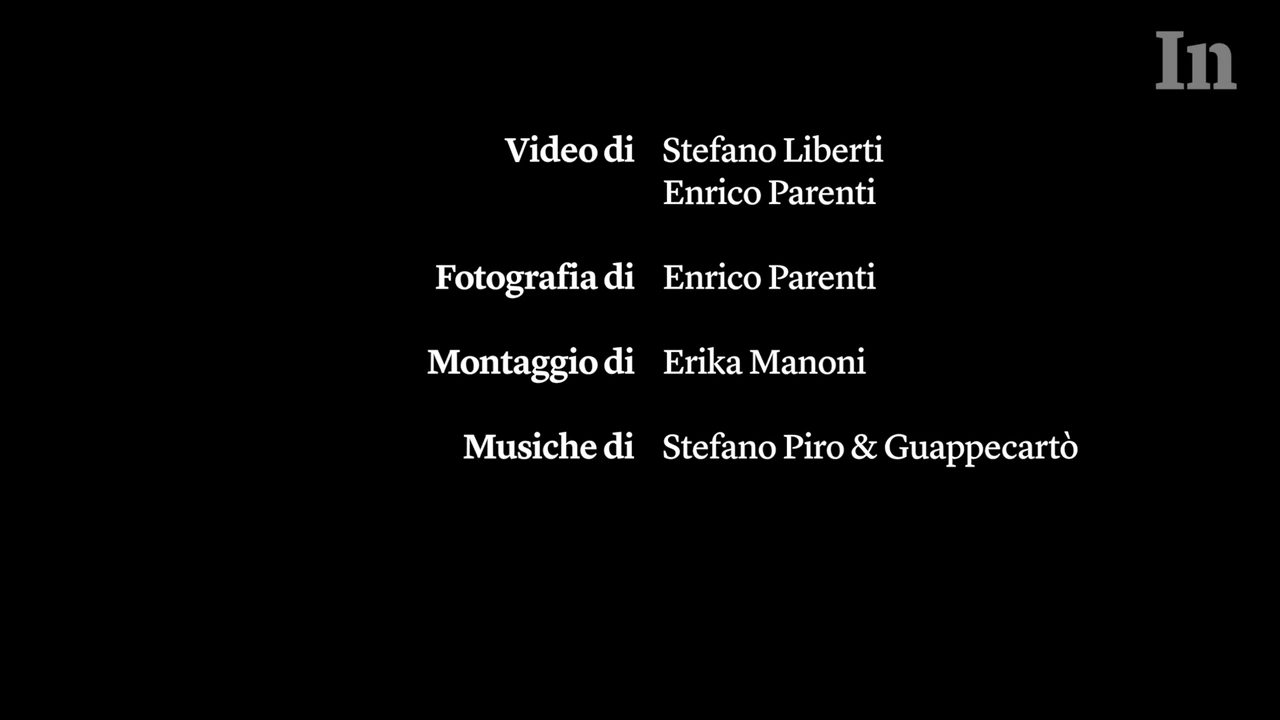 In
Video di Stefano Liberti
Enrico Parenti
Fotografia di Enrico Parenti
Montaggio di Erika Manoni
Musiche di Stefano Piro & Guappecartò